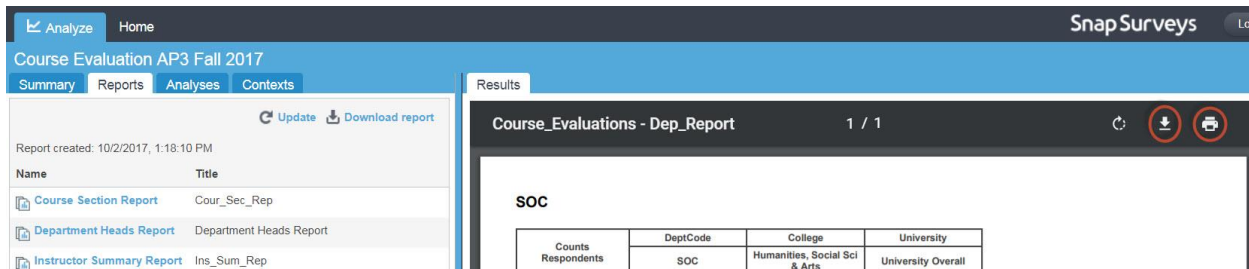 Analyze Home Snap Surveys Lo
Course Evaluation AP3 Fall 2017
Summary Reports Analyses Contexts Results
Update Download report
Course_Evaluations - Dep_Report 1 / 1
Report created: 10/2/2017, 1:18:10 PM
Name Title
Course Section Report Cour_Sec_Rep
Department Heads Report Department Heads Report
Instructor Summary Report Ins_Sum_Rep
SOC
Counts
Respondents
DeptCode College University
SOC Humanities, Social Sci
& Arts University Overall